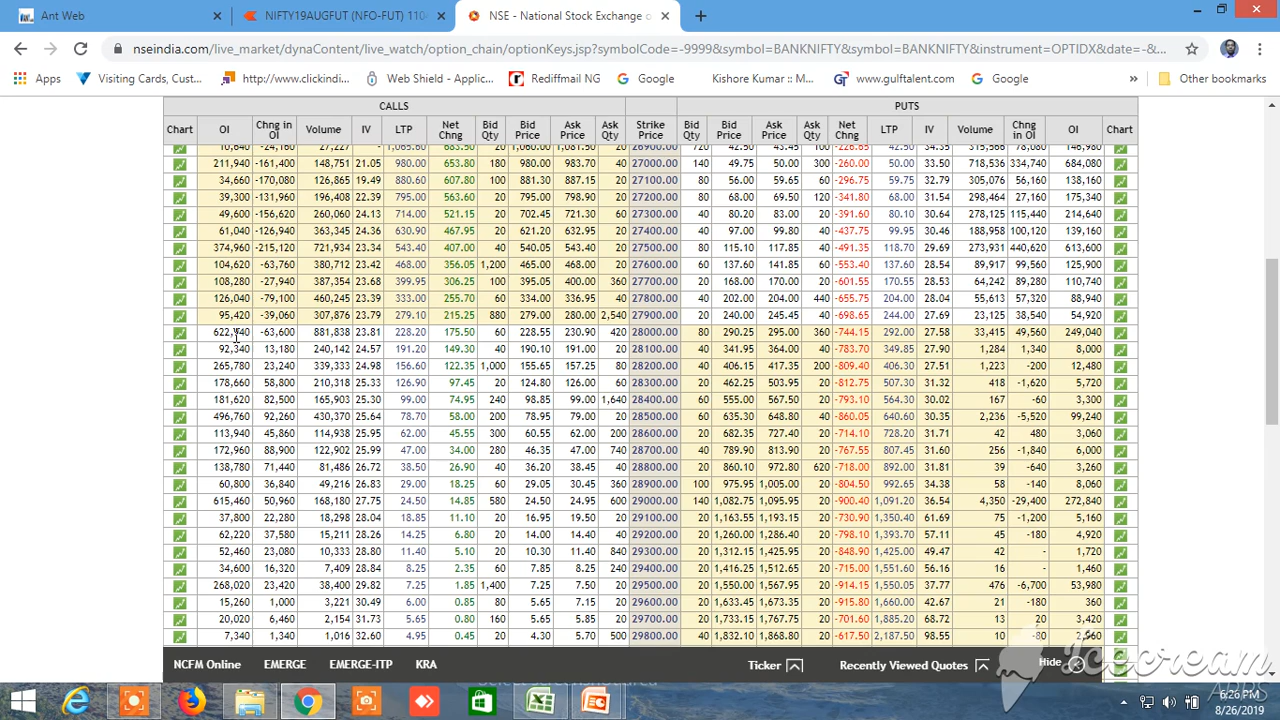 Ant Web
NIFTY19AUGFUT (NFO-FUT) 110
NSE - National Stock Exchange o
nseindia.com/live_market/dynaContent/live_watch/option_chain/optionKeys.jsp?symbolCode=-9999&symbol=BANKNIFTY&symbol=BANKNIFTY&instrument=OPTIDX&date=-&...
Apps Visiting Cards, Cust... http://www.clickindi... Web Shield - Applic... Rediffmail NG Google Kishore Kumar :: M... www.gulftalent.com Google » Other bookmarks
CALLS PUTS
Chart OI Chng in OI Volume IV LTP Net Chng Bid Qty Bid Price Ask Price Ask Qty Strike Price Bid Qty Bid Price Ask Price Ask Qty Net Chng LTP IV Volume Chng in OI OI Chart
10,640 -24,160 27,227 - 1,065.60 683.50 20 1,060.00 1,081.50 20 26900.00 720 42.50 43.45 100 -226.65 42.50 34.31 315,566 78,080 146,980
211,940 -161,400 148,751 21.05 980.00 653.80 180 980.00 983.70 40 27000.00 140 49.75 50.00 300 -260.00 50.00 33.50 718,536 334,740 684,080
34,660 -170,080 126,865 19.49 880.60 607.80 100 881.30 887.15 20 27100.00 80 56.00 59.65 60 -296.75 59.75 32.79 305,076 56,160 138,160
39,300 -131,960 196,498 22.39 795.00 563.60 20 795.00 798.90 20 27200.00 80 68.00 69.50 120 -341.80 68.00 31.54 298,464 27,160 175,340
49,600 -156,620 260,060 24.13 714.00 521.15 20 702.45 721.30 60 27300.00 40 80.20 83.00 20 -391.60 80.10 30.64 278,125 115,440 214,640
61,040 -126,940 363,345 24.36 630.90 467.95 20 621.20 632.95 20 27400.00 40 97.00 99.80 40 -437.75 99.95 30.46 188,958 100,120 139,160
374,960 -215,120 721,934 23.34 543.40 407.00 40 540.05 543.40 20 27500.00 80 115.10 117.85 40 -491.35 118.70 29.69 273,931 440,620 613,600
104,620 -63,760 380,712 23.42 468.00 356.05 1,200 465.00 468.00 20 27600.00 60 137.60 141.85 60 -553.40 137.60 28.54 89,917 99,560 125,900
108,280 -27,940 387,354 23.68 399.95 306.25 100 395.05 400.00 360 27700.00 20 168.00 170.00 20 -601.55 170.55 28.53 64,242 89,280 110,740
126,040 -79,100 460,245 23.39 333.00 255.70 60 334.00 336.95 40 27800.00 40 202.00 204.00 440 -655.75 204.00 28.04 55,613 57,320 88,940
95,420 -39,060 307,876 23.79 279.00 215.25 880 279.00 280.00 2,540 27900.00 20 240.00 245.45 40 -698.65 244.00 27.69 23,125 38,540 54,920
622,740 -63,600 881,838 23.81 228.20 175.50 60 228.55 230.90 420 28000.00 80 290.25 295.00 360 -744.15 292.00 27.58 33,415 49,560 249,040
92,340 13,180 240,142 24.57 191.20 149.30 40 190.10 191.00 20 28100.00 40 341.95 364.00 40 -783.70 349.85 27.90 1,284 1,340 8,000
265,780 23,240 339,333 24.98 156.60 122.35 1,000 155.65 157.25 80 28200.00 40 406.15 417.35 200 -809.40 406.30 27.51 1,223 -200 12,480
178,660 58,800 210,318 25.33 126.90 97.45 20 124.80 126.00 60 28300.00 20 462.25 503.95 20 -812.75 507.30 31.32 418 -1,620 5,720
181,620 82,500 165,903 25.30 99.00 74.95 240 98.85 99.00 1,640 28400.00 60 555.00 567.50 20 -793.10 564.30 30.02 167 -60 3,300
496,760 92,260 430,370 25.64 78.70 58.00 200 78.95 79.00 20 28500.00 60 635.30 648.80 40 -860.05 640.60 30.35 2,236 -5,520 99,240
113,940 45,860 114,938 25.95 62.00 45.55 300 60.55 62.00 200 28600.00 20 682.35 727.40 20 -714.10 728.20 31.71 42 480 3,060
172,960 88,900 122,902 25.99 47.00 34.00 280 46.35 47.00 740 28700.00 40 789.90 813.90 20 -767.55 807.45 31.60 256 -1,840 6,000
138,780 71,440 81,486 26.72 38.50 26.90 40 36.20 38.45 40 28800.00 20 860.10 972.80 620 -718.00 892.00 31.81 39 -640 3,260
60,800 36,840 49,216 26.83 29.00 18.25 60 29.05 30.45 360 28900.00 100 975.95 1,005.00 20 -804.50 992.65 34.38 58 -140 8,060
615,460 50,960 168,180 27.75 24.50 14.85 580 24.50 24.95 600 29000.00 140 1,082.75 1,095.95 20 -900.40 1,091.20 36.54 4,350 -29,400 272,840
37,800 22,280 18,298 28.04 18.85 11.10 20 16.95 19.50 20 29100.00 20 1,163.55 1,193.15 20 -730.90 1,350.40 61.69 75 -1,200 5,160
62,220 37,580 15,211 28.26 14.25 6.80 20 14.00 14.40 40 29200.00 20 1,260.00 1,286.40 20 -798.10 1,393.70 57.11 45 -180 4,920
52,460 23,080 10,333 28.80 11.40 5.10 20 10.30 11.40 840 29300.00 20 1,312.15 1,425.95 20 -848.90 1,425.00 49.47 42 - 1,720
34,600 16,320 7,409 28.84 8.25 2.35 60 7.85 8.25 240 29400.00 20 1,416.25 1,512.65 20 -715.00 1,551.60 56.16 16 - 1,460
268,020 23,420 38,400 29.82 7.25 1.85 1,400 7.25 7.50 20 29500.00 20 1,550.00 1,567.95 20 -914.15 1,550.05 37.77 476 -6,700 53,980
15,260 1,000 3,221 30.49 6.00 0.85 80 5.65 7.15 20 29600.00 20 1,633.45 1,673.35 20 -915.80 1,660.00 42.67 21 -180 360
20,020 6,460 2,154 31.73 5.65 0.80 160 5.65 5.85 20 29700.00 20 1,733.15 1,767.75 20 -701.60 1,885.20 68.72 13 20 3,420
7,340 1,340 1,016 32.60 4.95 0.45 20 4.30 5.70 500 29800.00 40 1,832.10 1,868.80 20 -617.50 2,187.50 98.55 10 -80
NCFM Online EMERGE EMERGE-ITP KRA Ticker Recently Viewed Quotes Hide
icecream APPS
6:26 PM
8/26/2019